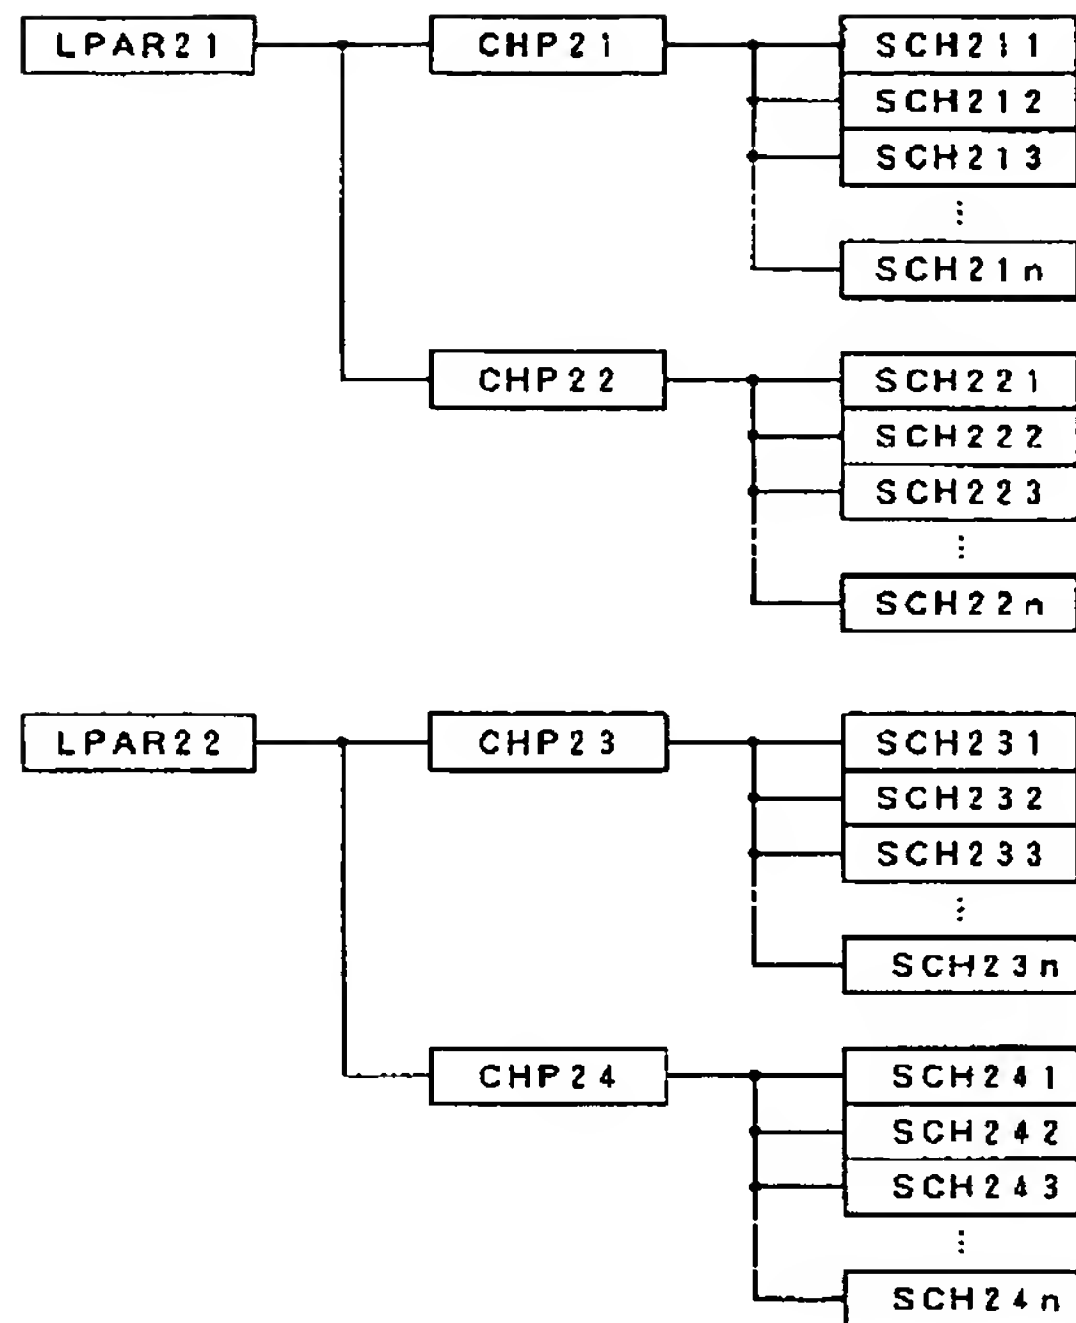 LPAR21 CHP21 SCH211
SCH212
SCH213
⋮
SCH21n
CHP22 SCH221
SCH222
SCH223
⋮
SCH22n
LPAR22 CHP23 SCH231
SCH232
SCH233
⋮
SCH23n
CHP24 SCH241
SCH242
SCH243
⋮
SCH24n